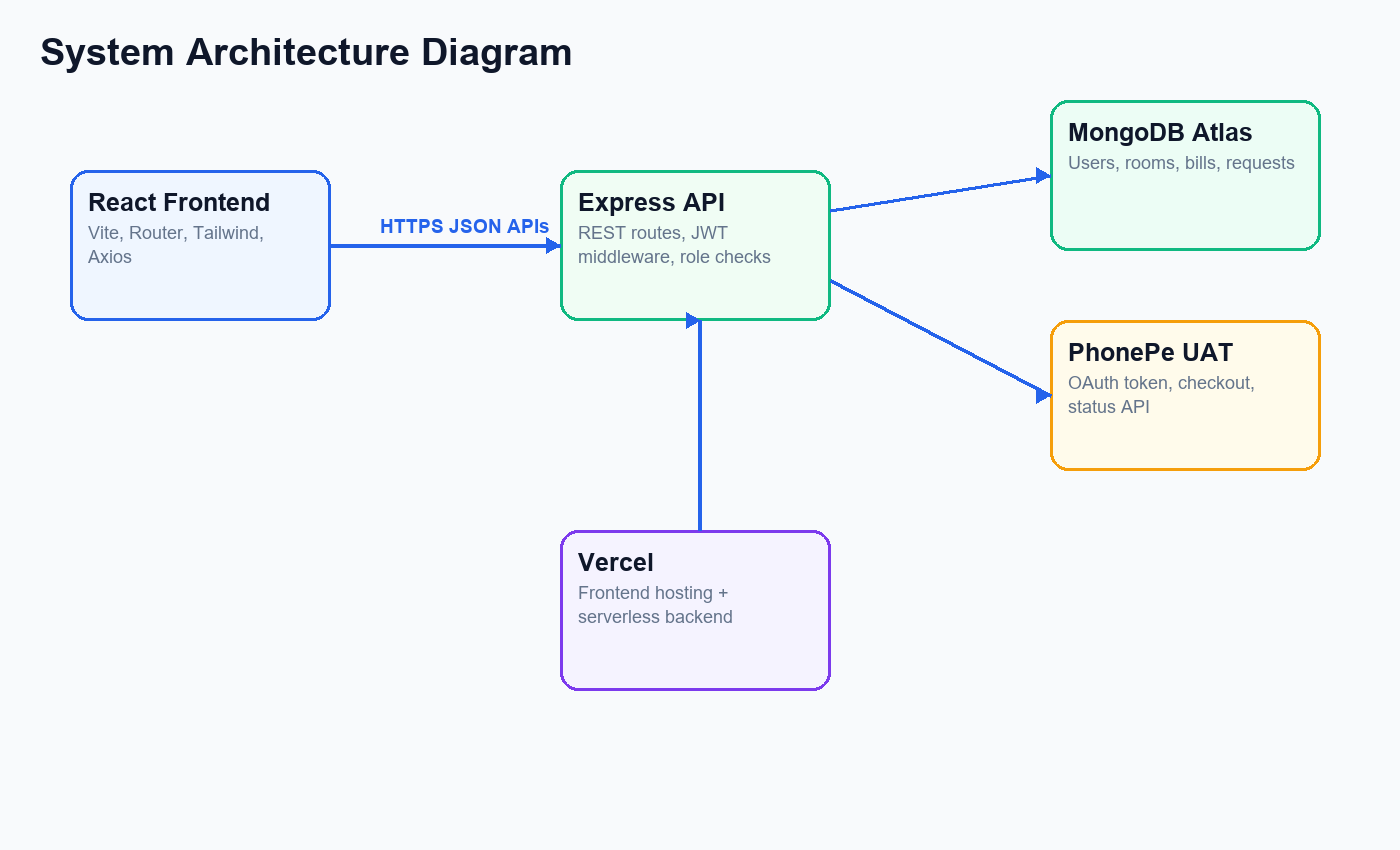 System Architecture Diagram
React Frontend
Vite, Router, Tailwind,
Axios
HTTPS JSON APIs
Express API
REST routes, JWT
middleware, role checks
MongoDB Atlas
Users, rooms, bills, requests
PhonePe UAT
OAuth token, checkout,
status API
Vercel
Frontend hosting +
serverless backend